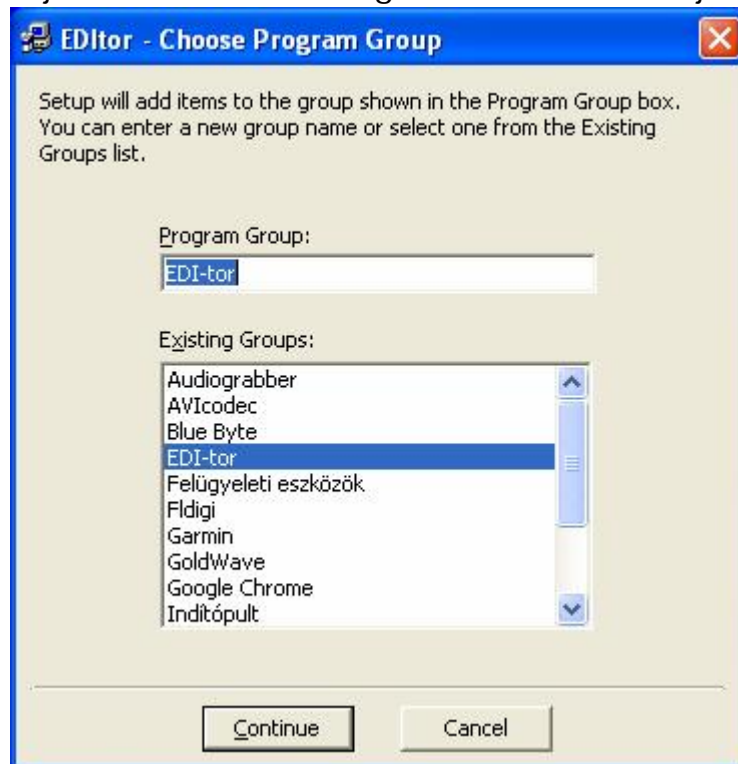 EDItor - Choose Program Group
Setup will add items to the group shown in the Program Group box.
You can enter a new group name or select one from the Existing
Groups list.
Program Group:
EDI-tor
Existing Groups:
Audiograbber
AVIcodec
Blue Byte
EDI-tor
Felügyeleti eszközök
Fldigi
Garmin
GoldWave
Google Chrome
Indítópult
Continue
Cancel